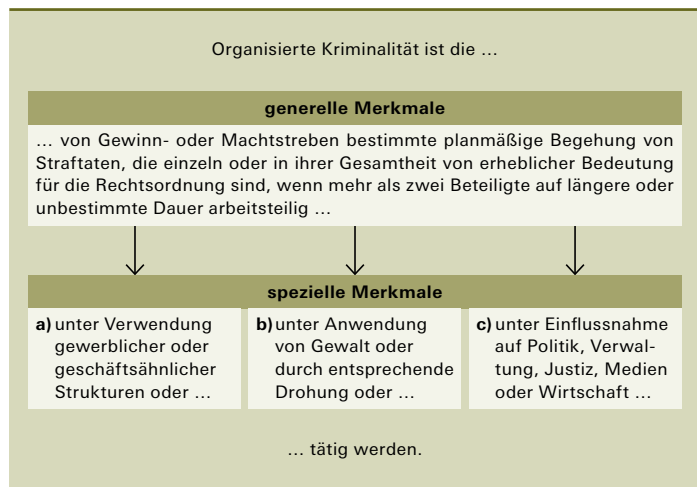 Organisierte Kriminalität ist die …
generelle Merkmale
… von Gewinn- oder Machtstreben bestimmte planmäßige Begehung von
Straftaten, die einzeln oder in ihrer Gesamtheit von erheblicher Bedeutung
für die Rechtsordnung sind, wenn mehr als zwei Beteiligte auf längere oder
unbestimmte Dauer arbeitsteilig …
spezielle Merkmale
a) unter Verwendung
gewerblicher oder
geschäftsähnlicher
Strukturen oder …
b) unter Anwendung
von Gewalt oder
durch entsprechende
Drohung oder …
c) unter Einflussnahme
auf Politik, Verwal-
tung, Justiz, Medien
oder Wirtschaft …
… tätig werden.